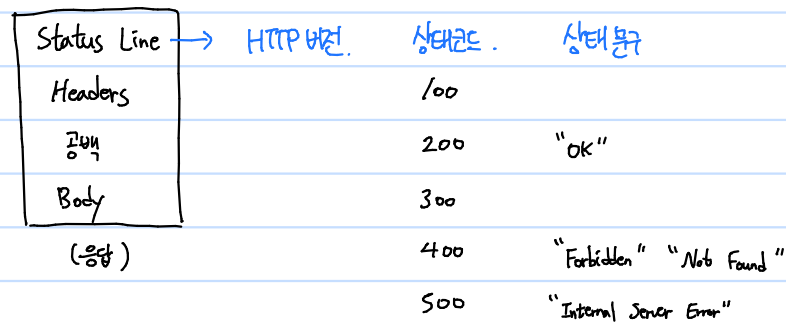 Status Line → HTTP 버전. 상태코드. 상태 문구
Headers 100
공백 200 "OK"
Body 300
(응답) 400 "Forbidden" "Not Found"
500 "Internal Server Error"